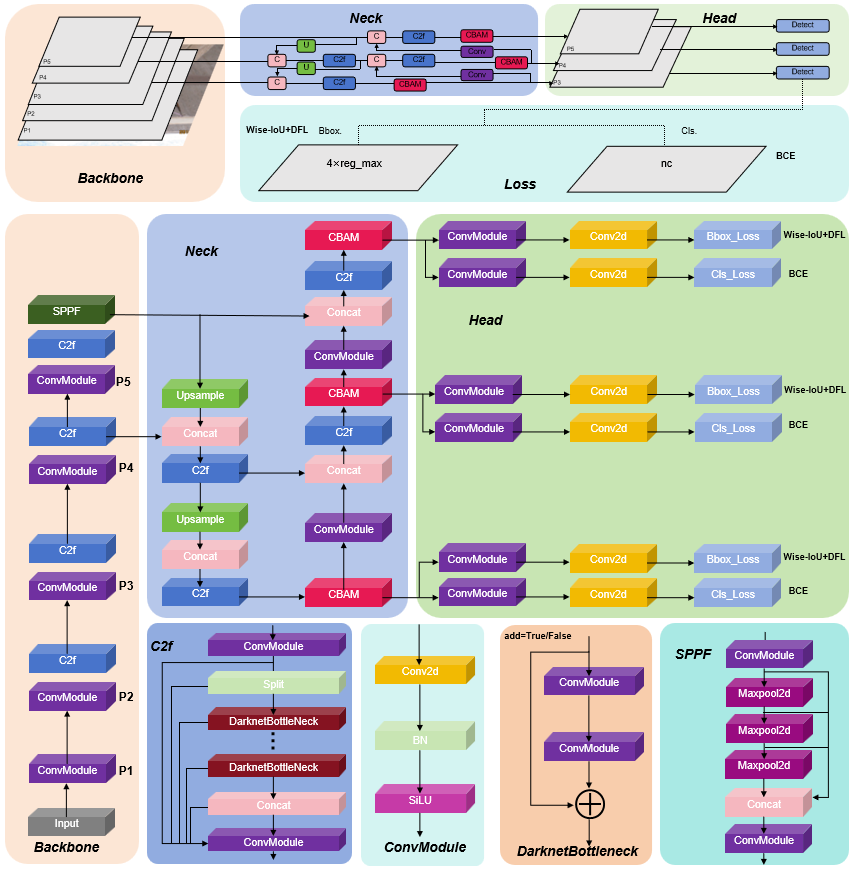 Neck
Head
P5
P4
P3
P2
P1
Backbone
U
C
C2f
CBAM
Conv
C
U
C2f
C
C2f
CBAM
Conv
C
C2f
CBAM
P5
P4
P3
Detect
Detect
Detect
Wise-IoU+DFL
Bbox.
Cls.
4×reg_max
nc
BCE
Loss
SPPF
C2f
ConvModule
P5
C2f
ConvModule
P4
C2f
ConvModule
P3
C2f
ConvModule
P2
ConvModule
P1
Input
Backbone
Neck
CBAM
C2f
Concat
ConvModule
Upsample
CBAM
Concat
C2f
C2f
Concat
Upsample
ConvModule
Concat
C2f
CBAM
ConvModule
Conv2d
Bbox_Loss
Wise-IoU+DFL
ConvModule
Conv2d
Cls_Loss
BCE
Head
ConvModule
Conv2d
Bbox_Loss
Wise-IoU+DFL
ConvModule
Conv2d
Cls_Loss
BCE
ConvModule
Conv2d
Bbox_Loss
Wise-IoU+DFL
ConvModule
Conv2d
Cls_Loss
BCE
C2f
ConvModule
Split
DarknetBottleNeck
DarknetBottleNeck
Concat
ConvModule
Conv2d
BN
SiLU
ConvModule
add=True/False
ConvModule
ConvModule
DarknetBottleneck
SPPF
ConvModule
Maxpool2d
Maxpool2d
Maxpool2d
Concat
ConvModule